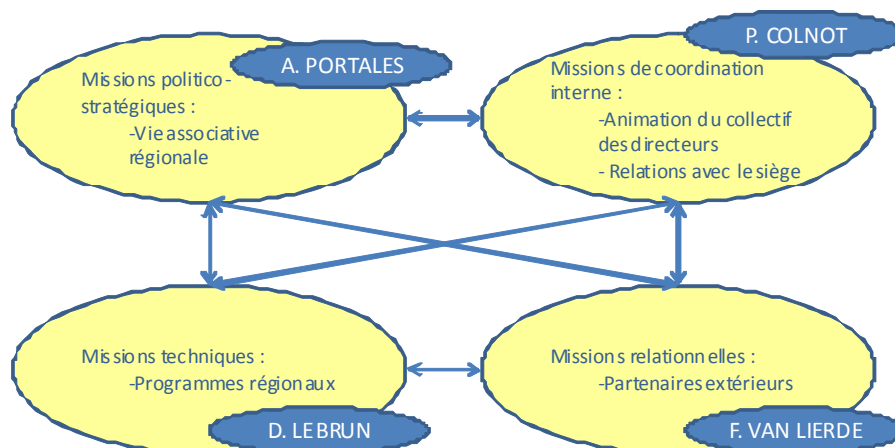 A. PORTALES
Missions politico-
stratégiques :
-Vie associative
régionale
P. COLNOT
Missions de coordination
interne :
-Animation du collectif
des directeurs
- Relations avec le siège
Missions techniques :
-Programmes régionaux
D. LEBRUN
Missions relationnelles :
-Partenaires extérieurs
F. VAN LIERDE